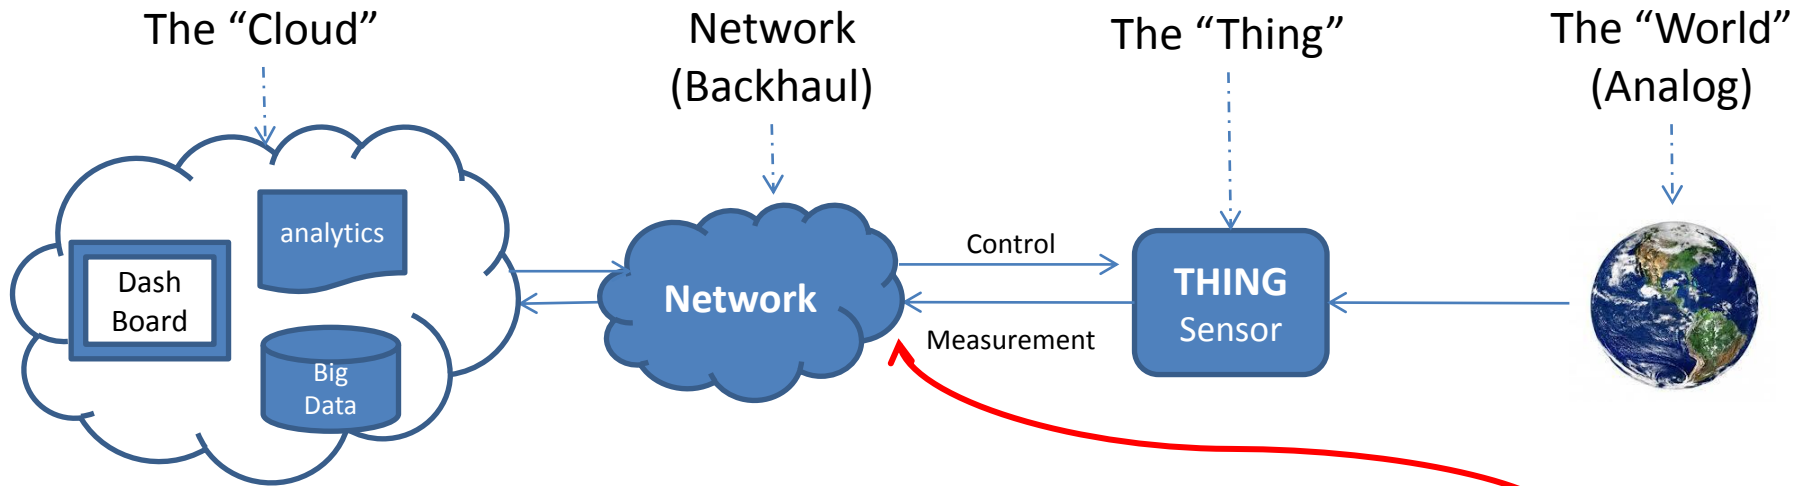 The “Cloud”
Network
(Backhaul)
The “Thing”
The “World”
(Analog)
analytics
Dash
Board
Big
Data
Network
Control
Measurement
THING
Sensor